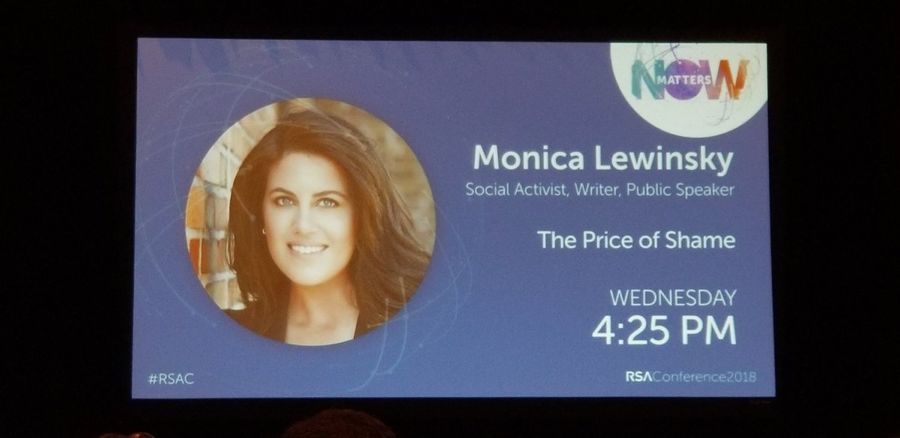 NOW
MATTERS
Monica Lewinsky
Social Activist, Writer, Public Speaker
The Price of Shame
WEDNESDAY
4:25 PM
#RSAC
RSAConference2018